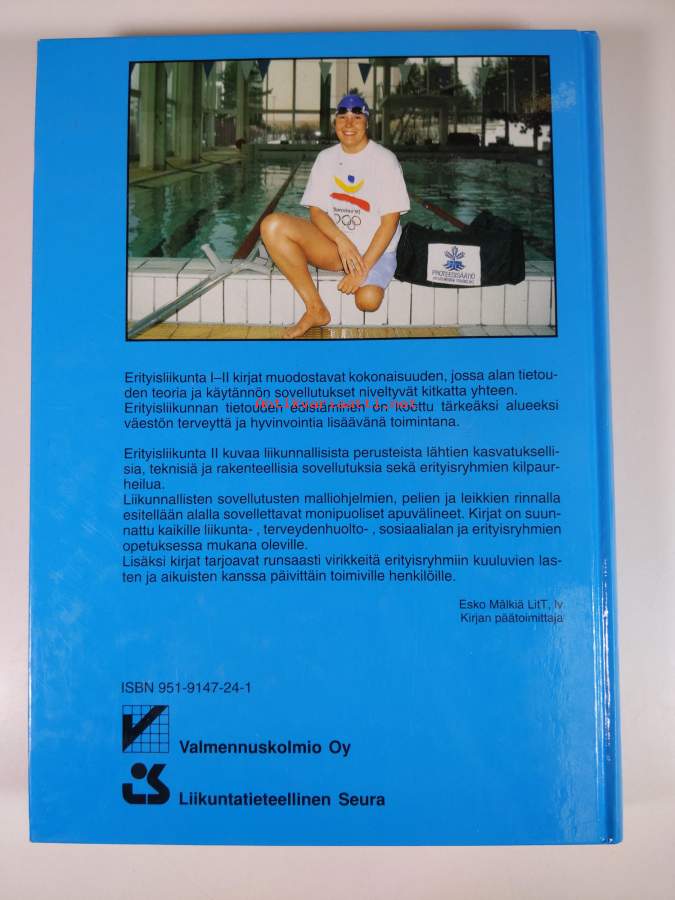 Barcelona'92
PROTEESISÄÄTIÖ
Erityisliikunta I–II kirjat muodostavat kokonaisuuden, jossa alan tietou-
den teoria ja käytännön sovellutukset niveltyvät kitkatta yhteen.
Erityisliikunnan tietouden edistäminen on koottu tärkeäksi alueeksi
väestön terveyttä ja hyvinvointia lisäävänä toimintana.
Erityisliikunta II kuvaa liikunnallisista perusteista lähtien kasvatukselli-
sia, teknisiä ja rakenteellisia sovellutuksia sekä erityisryhmien kilpaur-
heilua.
Liikunnallisten sovellutusten malliohjelmien, pelien ja leikkien rinnalla
esitellään alalla sovellettavat monipuoliset apuvälineet. Kirjat on suun-
nattu kaikille liikunta- , terveydenhuolto- , sosiaalialan ja erityisryhmien
opetuksessa mukana oleville.
Lisäksi kirjat tarjoavat runsaasti virikkeitä erityisryhmiin kuuluvien las-
ten ja aikuisten kanssa päivittäin toimiville henkilöille.
Esko Mälkiä LitT, lv
Kirjan päätoimittaja
ISBN 951-9147-24-1
Valmennuskolmio Oy
Liikuntatieteellinen Seura